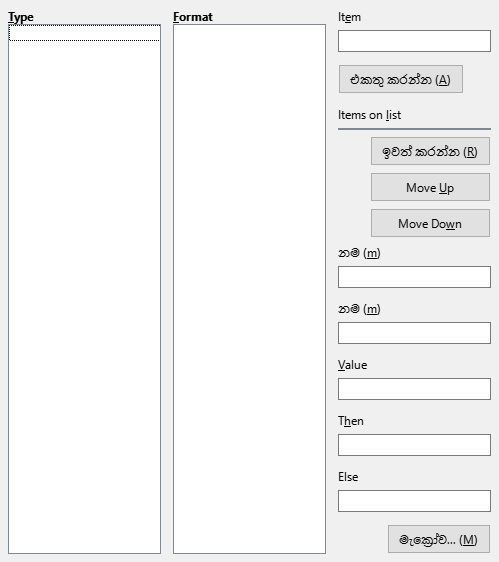 Type
Format
Item
එකතු කරන්න (A)
Items on list
ඉවත් කරන්න (R)
Move Up
Move Down
නම (m)
නම (m)
Value
Then
Else
මැක්‍රෝව... (M)